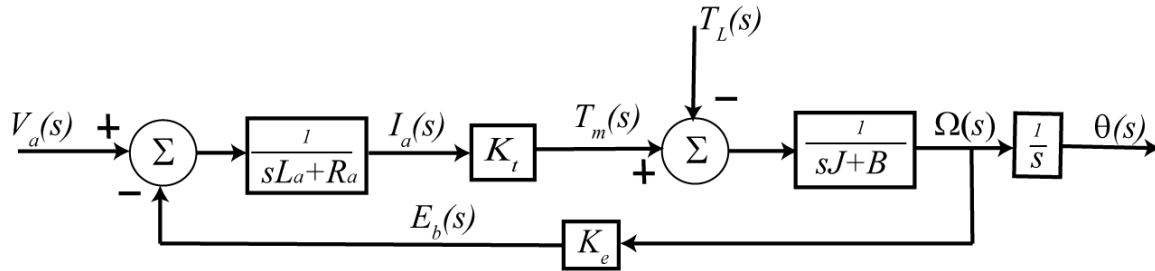 T_L(s)
V_a(s) + Σ 1/(sL_a+R_a) I_a(s) K_t T_m(s) + − Σ 1/(sJ+B) Ω(s) 1/s θ(s)
−
E_b(s) K_e